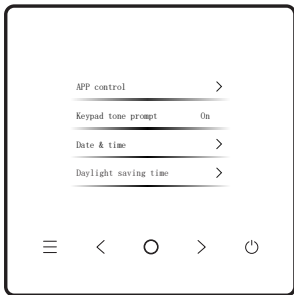 APP control
Keypad tone prompt On
Date & time
Daylight saving time